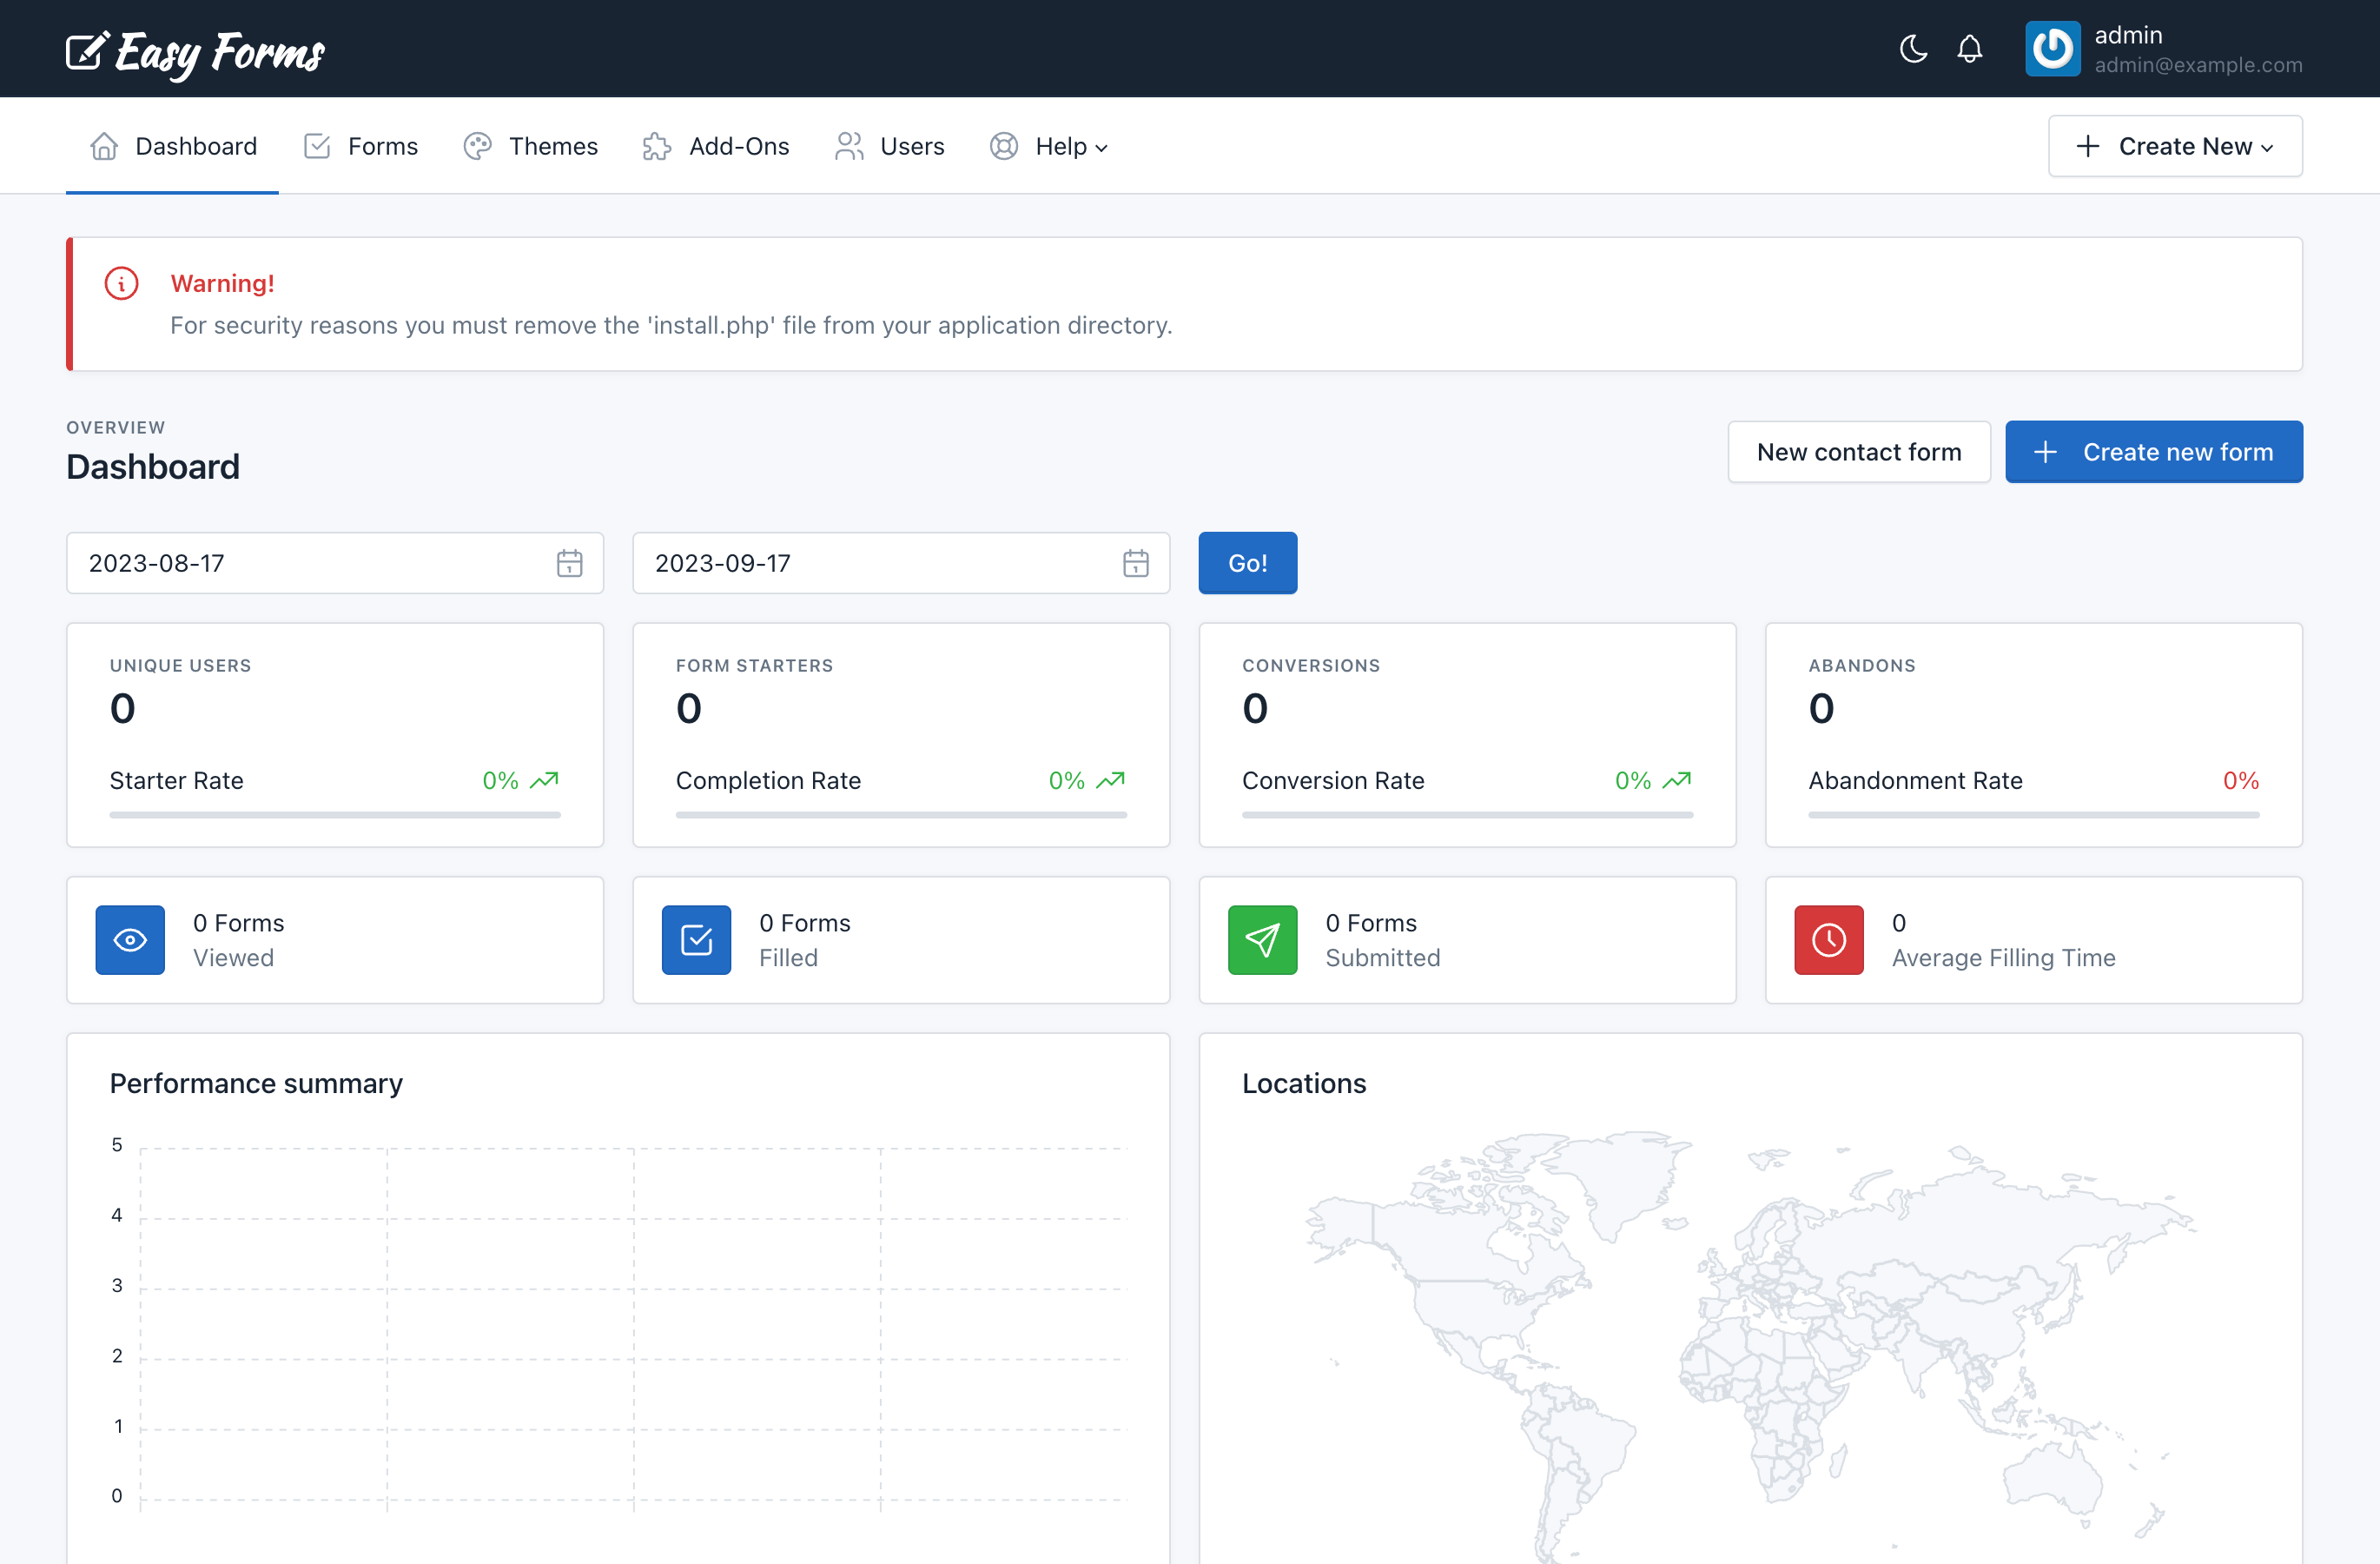 Easy Forms
admin
admin@example.com
Dashboard
Forms
Themes
Add-Ons
Users
Help
Create New
Warning!
For security reasons you must remove the 'install.php' file from your application directory.
OVERVIEW
Dashboard
New contact form
Create new form
2023-08-17
1
2023-09-17
1
Go!
UNIQUE USERS
0
Starter Rate
0%
FORM STARTERS
0
Completion Rate
0%
CONVERSIONS
0
Conversion Rate
0%
ABANDONS
0
Abandonment Rate
0%
0 Forms
Viewed
0 Forms
Filled
0 Forms
Submitted
0
Average Filling Time
Performance summary
5
4
3
2
1
0
Locations